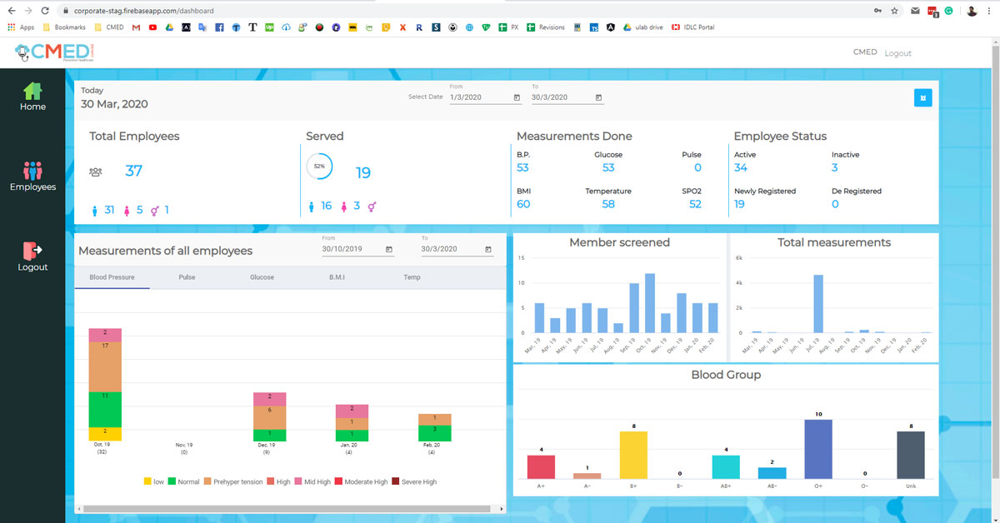 corporate-stag.firebaseapp.com/dashboard
Apps Bookmarks CMED PX Revisions ulab drive IDLC Portal
CMED
CMED Logout
Home
Employees
Logout
Today
30 Mar, 2020
Select Date
From
1/3/2020
To
30/3/2020
Total Employees
37
31 5 1
Served
52%
19
16 3
Measurements Done
B.P. Glucose Pulse
53 53 0
BMI Temperature SPO2
60 58 52
Employee Status
Active Inactive
34 3
Newly Registered De Registered
19 0
Measurements of all employees
From
30/10/2019
To
30/3/2020
Blood Pressure Pulse Glucose B.M.I Temp
2
17
11
2
Oct, 19
(32)
Nov, 19
(0)
2
6
1
Dec, 19
(9)
2
1
1
Jan, 20
(4)
1
3
Feb, 20
(4)
low Normal Prehyper tension High Mid High Moderate High Severe High
Member screened
15
10
5
0
Mar, 19 Apr, 19 May, 19 Jun, 19 Jul, 19 Aug, 19 Sep, 19 Oct, 19 Nov, 19 Dec, 19 Jan, 20 Feb, 20
Total measurements
6k
4k
2k
0
Mar, 19 Apr, 19 May, 19 Jun, 19 Jul, 19 Aug, 19 Sep, 19 Oct, 19 Nov, 19 Dec, 19 Jan, 20 Feb, 20
Blood Group
4 1 8 0 4 2 10 0 8
A+ A- B+ B- AB+ AB- O+ O- Unk